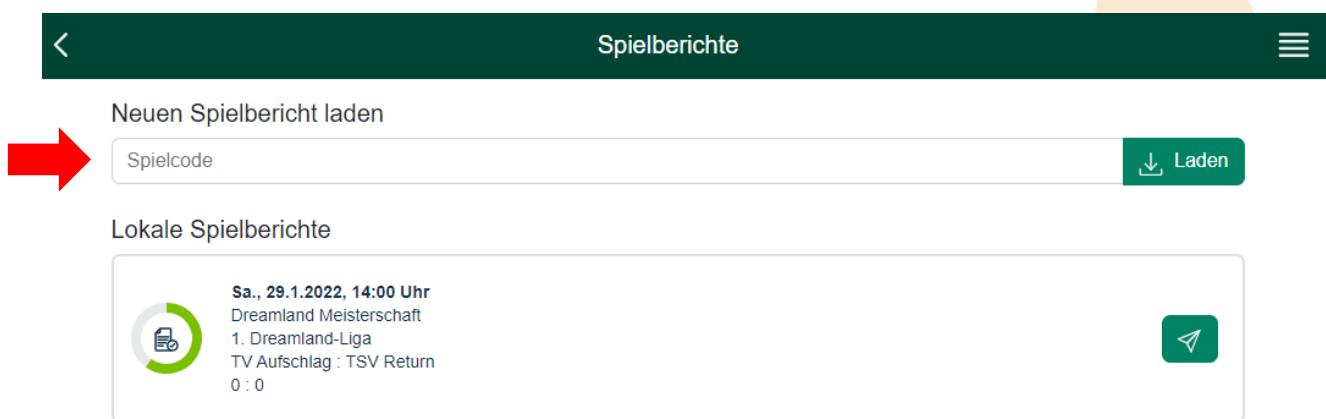 Spielberichte
Neuen Spielbericht laden
Spielcode
Laden
Lokale Spielberichte
Sa., 29.1.2022, 14:00 Uhr
Dreamland Meisterschaft
1. Dreamland-Liga
TV Aufschlag : TSV Return
0 : 0